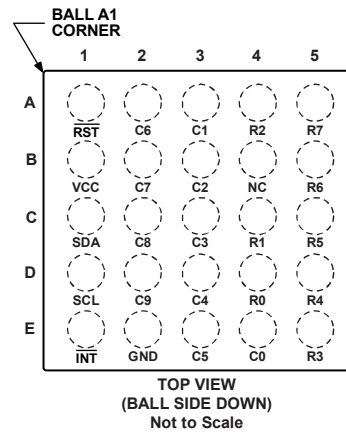 BALL A1
CORNER
1 2 3 4 5
A
RST C6 C1 R2 R7
B
VCC C7 C2 NC R6
C
SDA C8 C3 R1 R5
D
SCL C9 C4 R0 R4
E
INT GND C5 C0 R3
TOP VIEW
(BALL SIDE DOWN)
Not to Scale